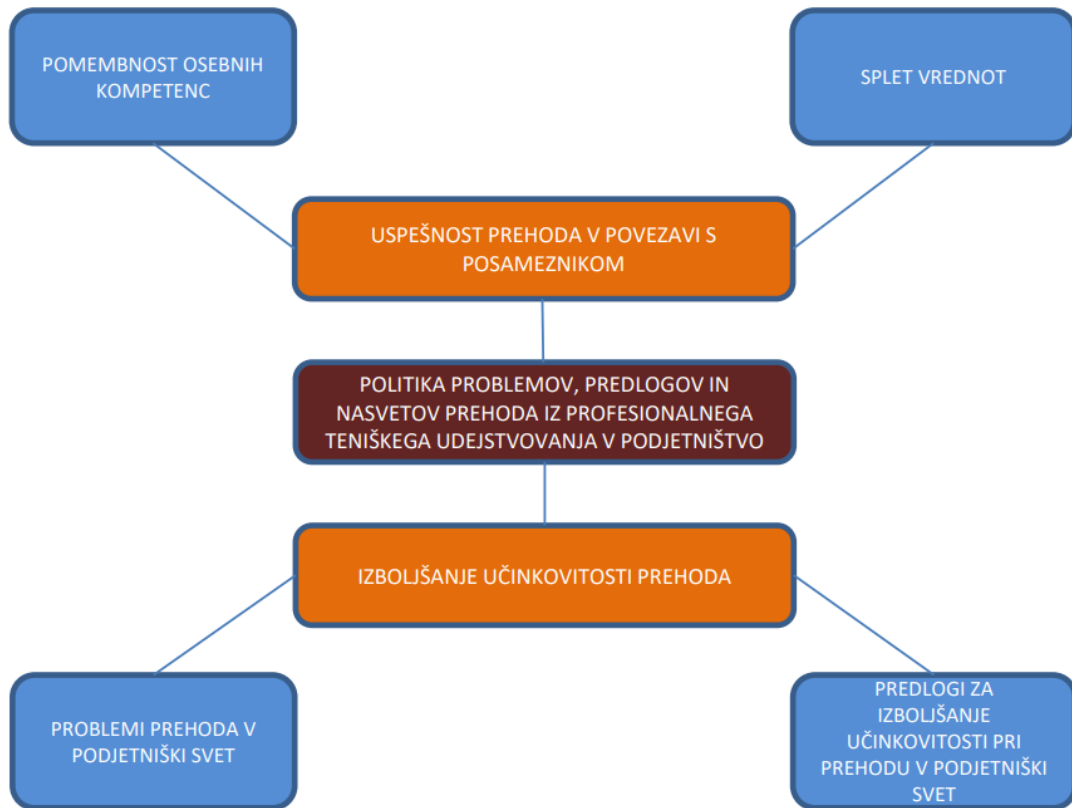 POMEMBNOST OSEBNIH
KOMPETENC
SPLET VREDNOT
USPEŠNOST PREHODA V POVEZAVI S
POSAMEZNIKOM
POLITIKA PROBLEMOV, PREDLOGOV IN
NASVETOV PREHODA IZ PROFESIONALNEGA
TENIŠKEGA UDEJSTVOVANJA V PODJETNIŠTVO
IZBOLJŠANJE UČINKOVITOSTI PREHODA
PROBLEMI PREHODA V
PODJETNIŠKI SVET
PREDLOGI ZA
IZBOLJŠANJE
UČINKOVITOSTI PRI
PREHODU V PODJETNIŠKI
SVET